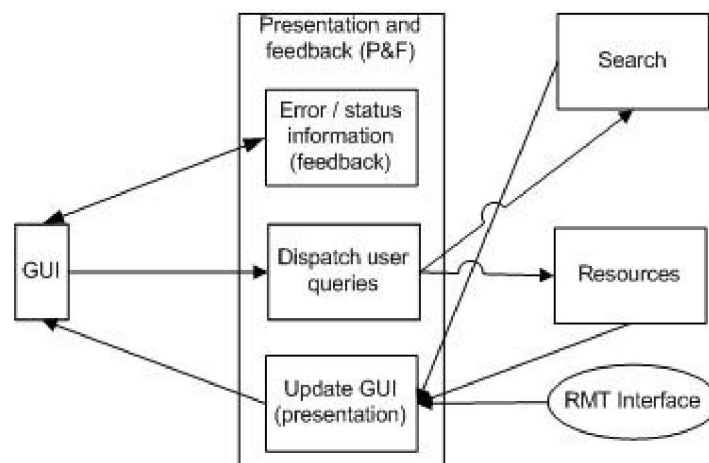 Presentation and
feedback (P&F)
Search
Error / status
information
(feedback)
GUI
Dispatch user
queries
Resources
Update GUI
(presentation)
RMT Interface